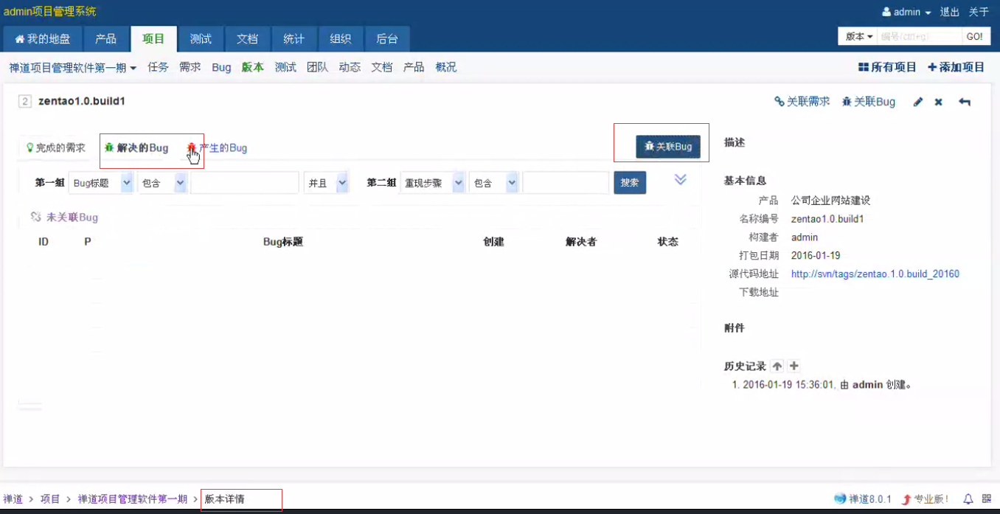 admin项目管理系统 admin 退出 关于
我的地盘 产品 项目 测试 文档 统计 组织 后台 版本 编号(ctrl+g) GO!
禅道项目管理软件第一期 任务 需求 Bug 版本 测试 团队 动态 文档 产品 概况 所有项目 添加项目
2 zentao1.0.build1 关联需求 关联Bug
完成的需求 解决的Bug 产生的Bug 关联Bug
第一组 Bug标题 包含 并且 第二组 重现步骤 包含 搜索
未关联Bug
ID P Bug标题 创建 解决者 状态
描述
基本信息
产品 公司企业网站建设
名称编号 zentao1.0.build1
构建者 admin
打包日期 2016-01-19
源代码地址 http://svn/tags/zentao.1.0.build_20160
下载地址
附件
历史记录
1. 2016-01-19 15:36:01, 由 admin 创建。
禅道 > 项目 > 禅道项目管理软件第一期 > 版本详情 禅道8.0.1 专业版!